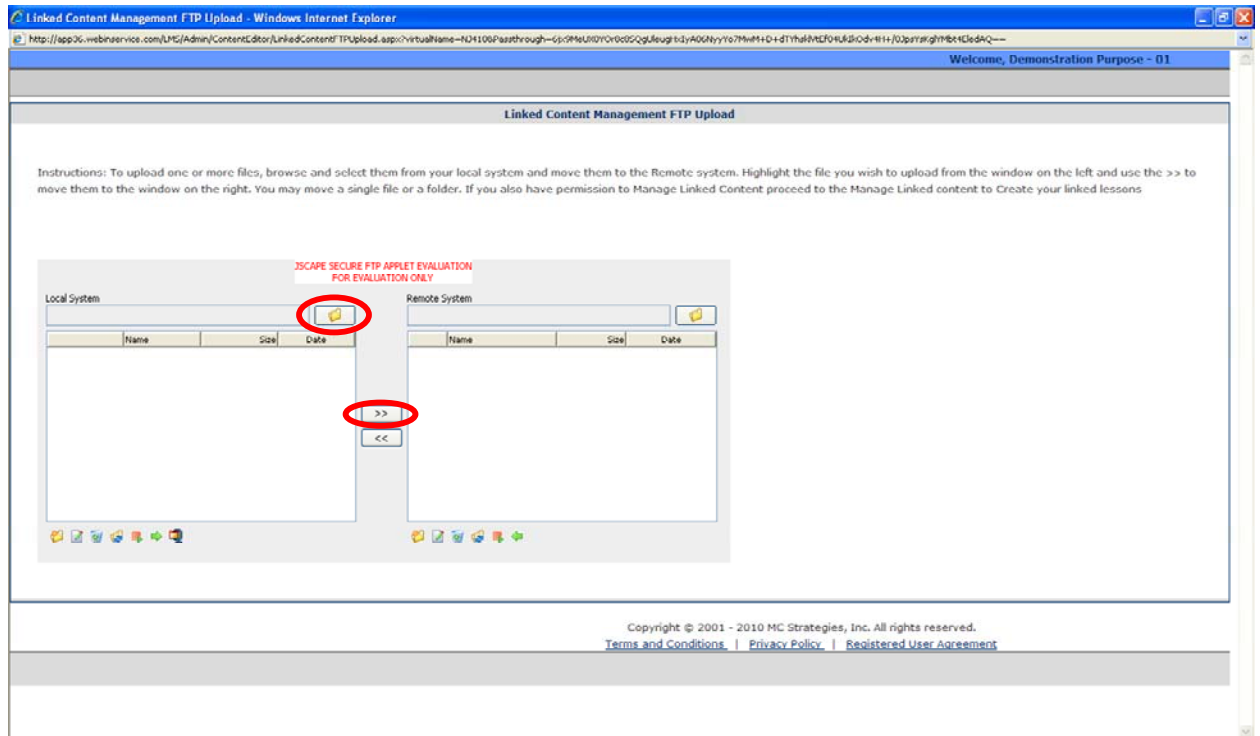 Linked Content Management FTP Upload - Windows Internet Explorer
Welcome, Demonstration Purpose - 01
Linked Content Management FTP Upload
Instructions: To upload one or more files, browse and select them from your local system and move them to the Remote system. Highlight the file you wish to upload from the window on the left and use the >> to
move them to the window on the right. You may move a single file or a folder. If you also have permission to Manage Linked Content proceed to the Manage Linked content to Create your linked lessons
JSCAPE SECURE FTP APPLET EVALUATION
FOR EVALUATION ONLY
Local System Remote System
Name Size Date Name Size Date
>>
<<
Copyright © 2001 - 2010 MC Strategies, Inc. All rights reserved.
Terms and Conditions | Privacy Policy | Registered User Agreement